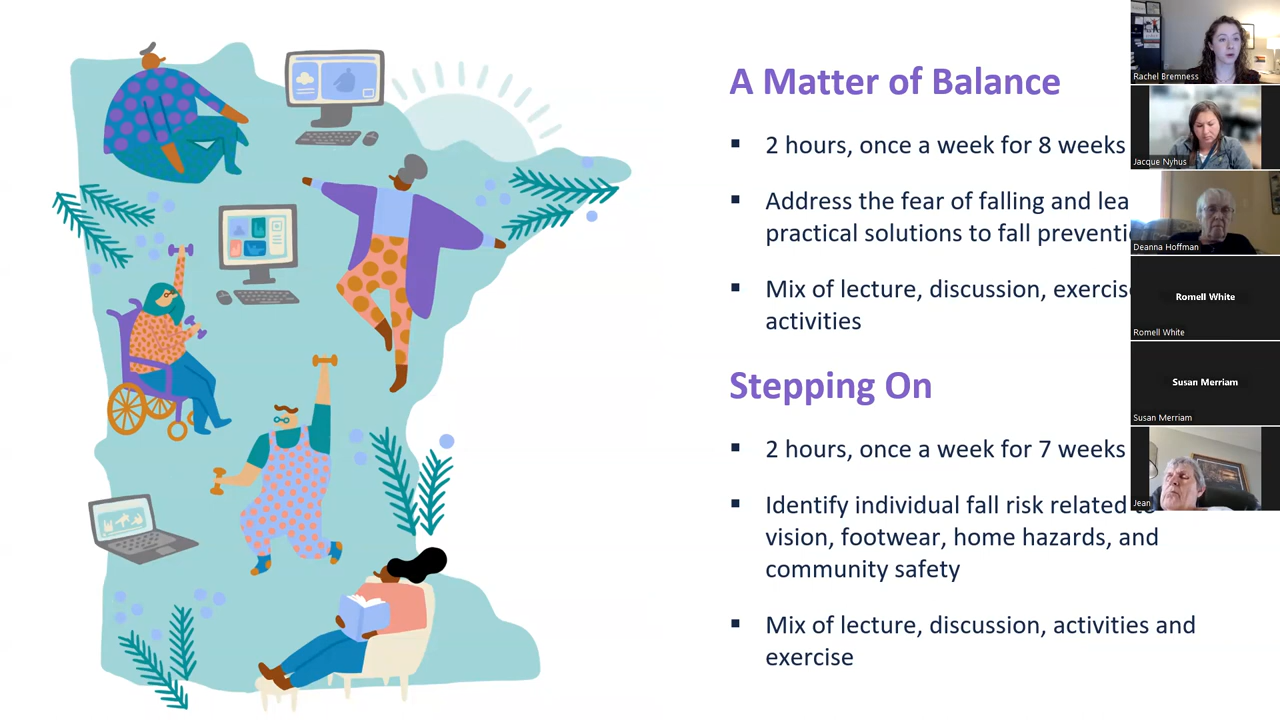 A Matter of Balance
▪ 2 hours, once a week for 8 weeks
▪ Address the fear of falling and lea
practical solutions to fall preventi
▪ Mix of lecture, discussion, exercis
activities
Stepping On
▪ 2 hours, once a week for 7 weeks
▪ Identify individual fall risk related to
vision, footwear, home hazards, and
community safety
▪ Mix of lecture, discussion, activities and
exercise
Rachel Bremness
Jacque Nyhus
Deanna Hoffman
Romell White
Romell White
Susan Merriam
Susan Merriam
Jean